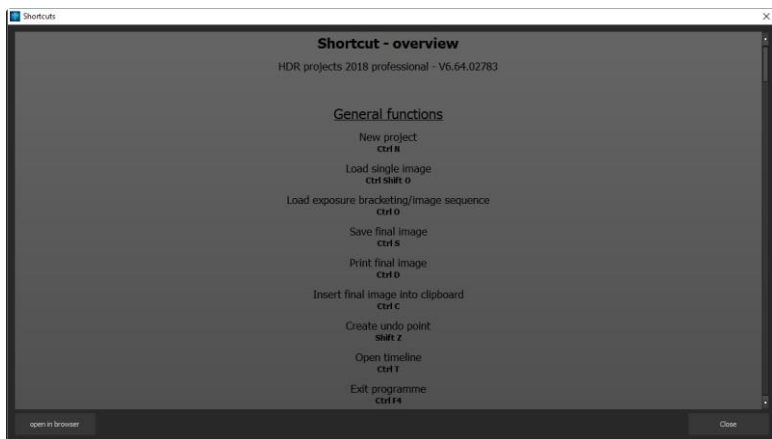 Shortcuts
Shortcut - overview
HDR projects 2018 professional - V6.64.02783
General functions
New project
Ctrl N
Load single image
Ctrl Shift O
Load exposure bracketing/image sequence
Ctrl O
Save final image
Ctrl S
Print final image
Ctrl D
Insert final image into clipboard
Ctrl C
Create undo point
Shift Z
Open timeline
Ctrl T
Exit programme
Ctrl F4
open in browser
Close